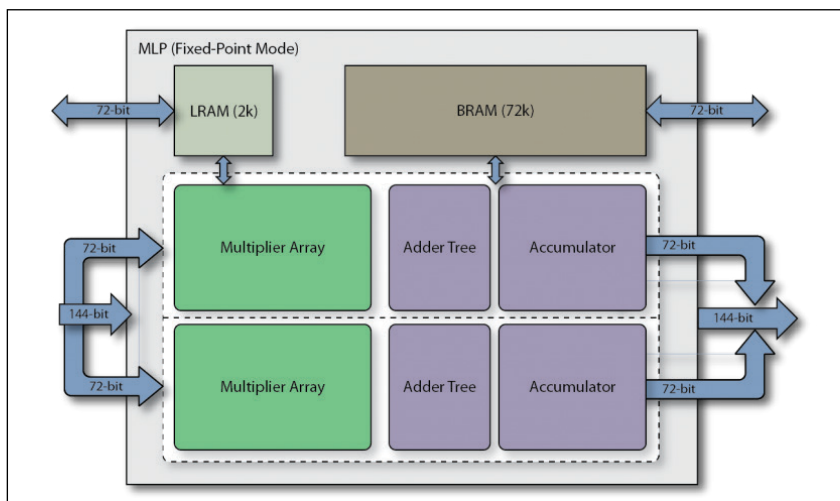 MLP (Fixed-Point Mode)
72-bit
LRAM (2k)
BRAM (72k)
72-bit
72-bit
Multiplier Array
Adder Tree
Accumulator
72-bit
144-bit
144-bit
72-bit
Multiplier Array
Adder Tree
Accumulator
72-bit